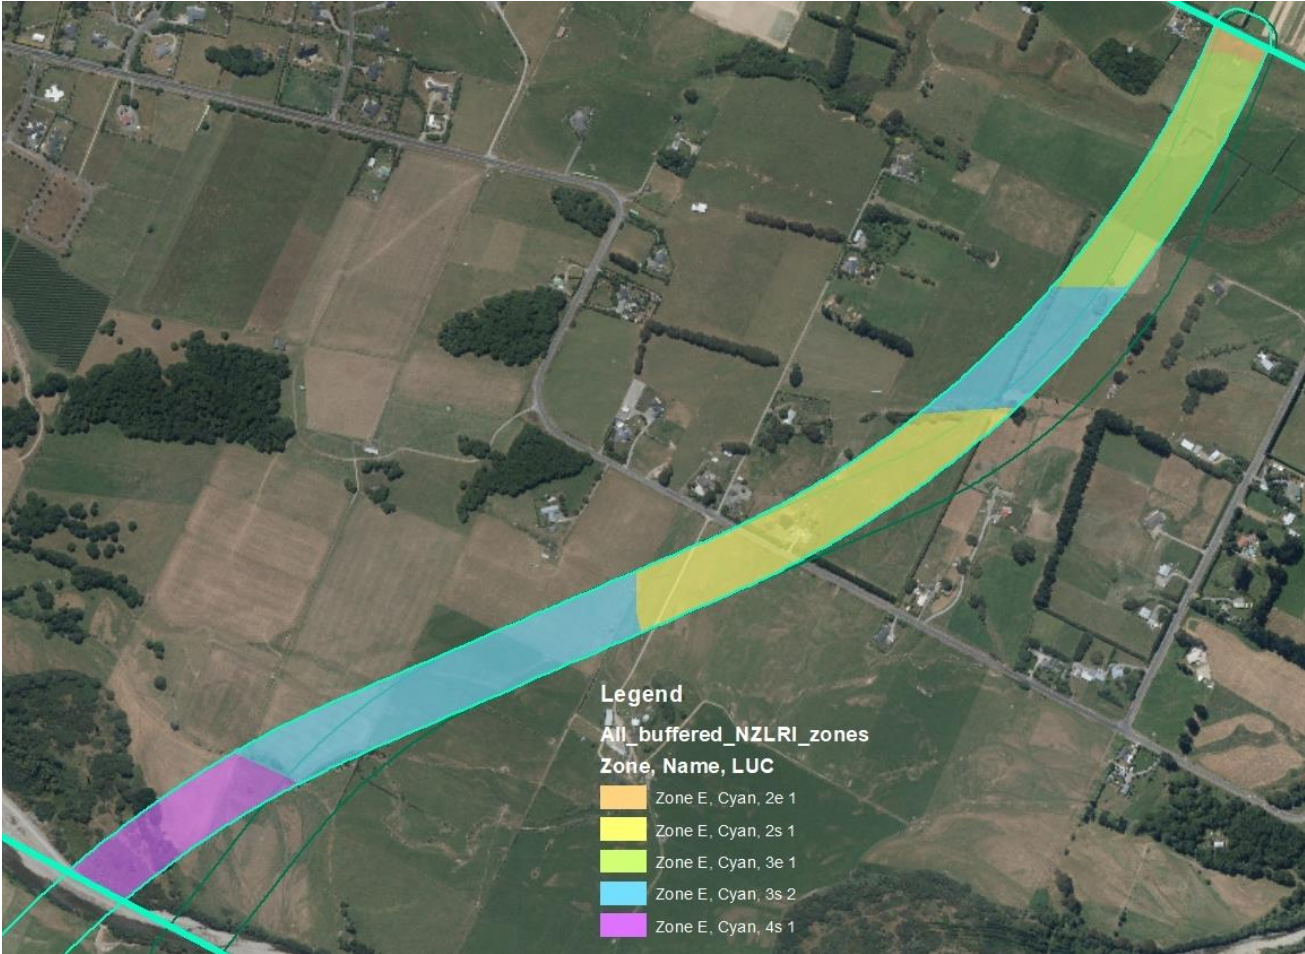 Legend
All_buffered_NZLRI_zones
Zone, Name, LUC
Zone E, Cyan, 2e 1
Zone E, Cyan, 2s 1
Zone E, Cyan, 3e 1
Zone E, Cyan, 3s 2
Zone E, Cyan, 4s 1